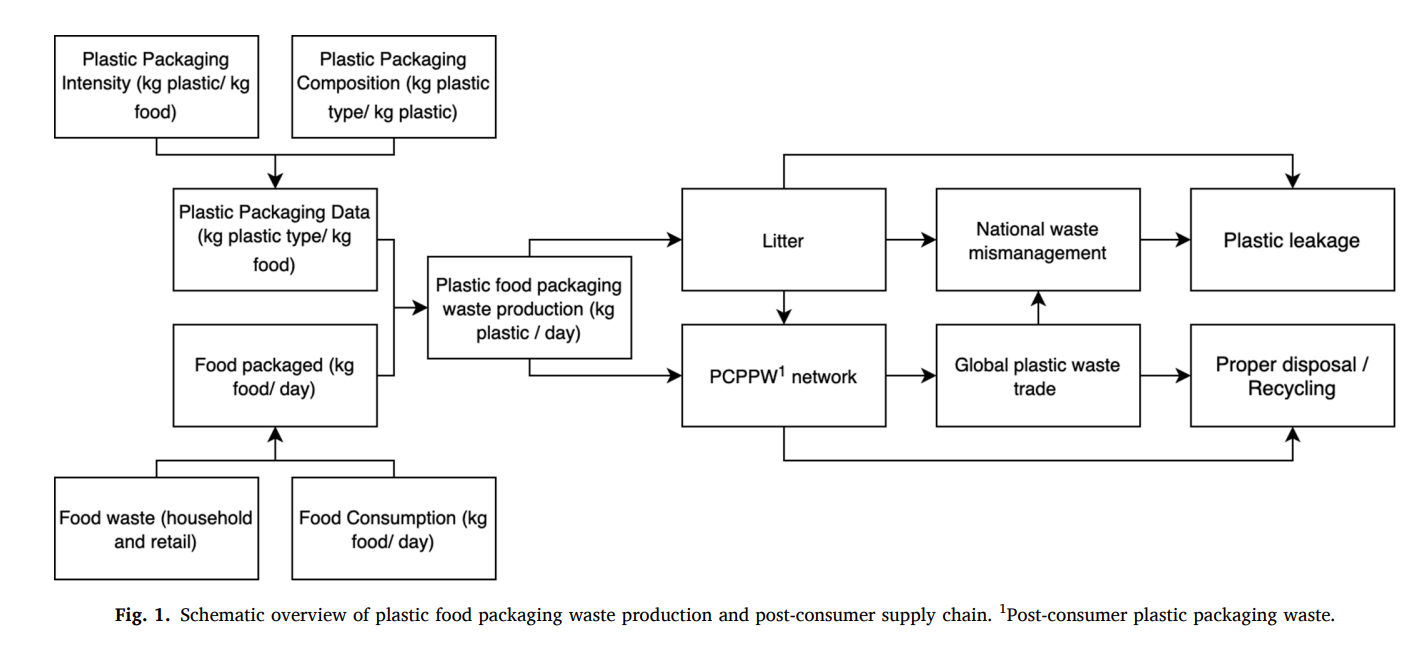 Plastic Packaging
Intensity (kg plastic/ kg
food)
Plastic Packaging
Composition (kg plastic
type/ kg plastic)
Plastic Packaging Data
(kg plastic type/ kg
food)
Food packaged (kg
food/ day)
Food waste (household
and retail)
Food Consumption (kg
food/ day)
Plastic food packaging
waste production (kg
plastic / day)
Litter
National waste
mismanagement
Plastic leakage
PCPPW¹ network
Global plastic waste
trade
Proper disposal /
Recycling
Fig. 1. Schematic overview of plastic food packaging waste production and post-consumer supply chain. ¹Post-consumer plastic packaging waste.